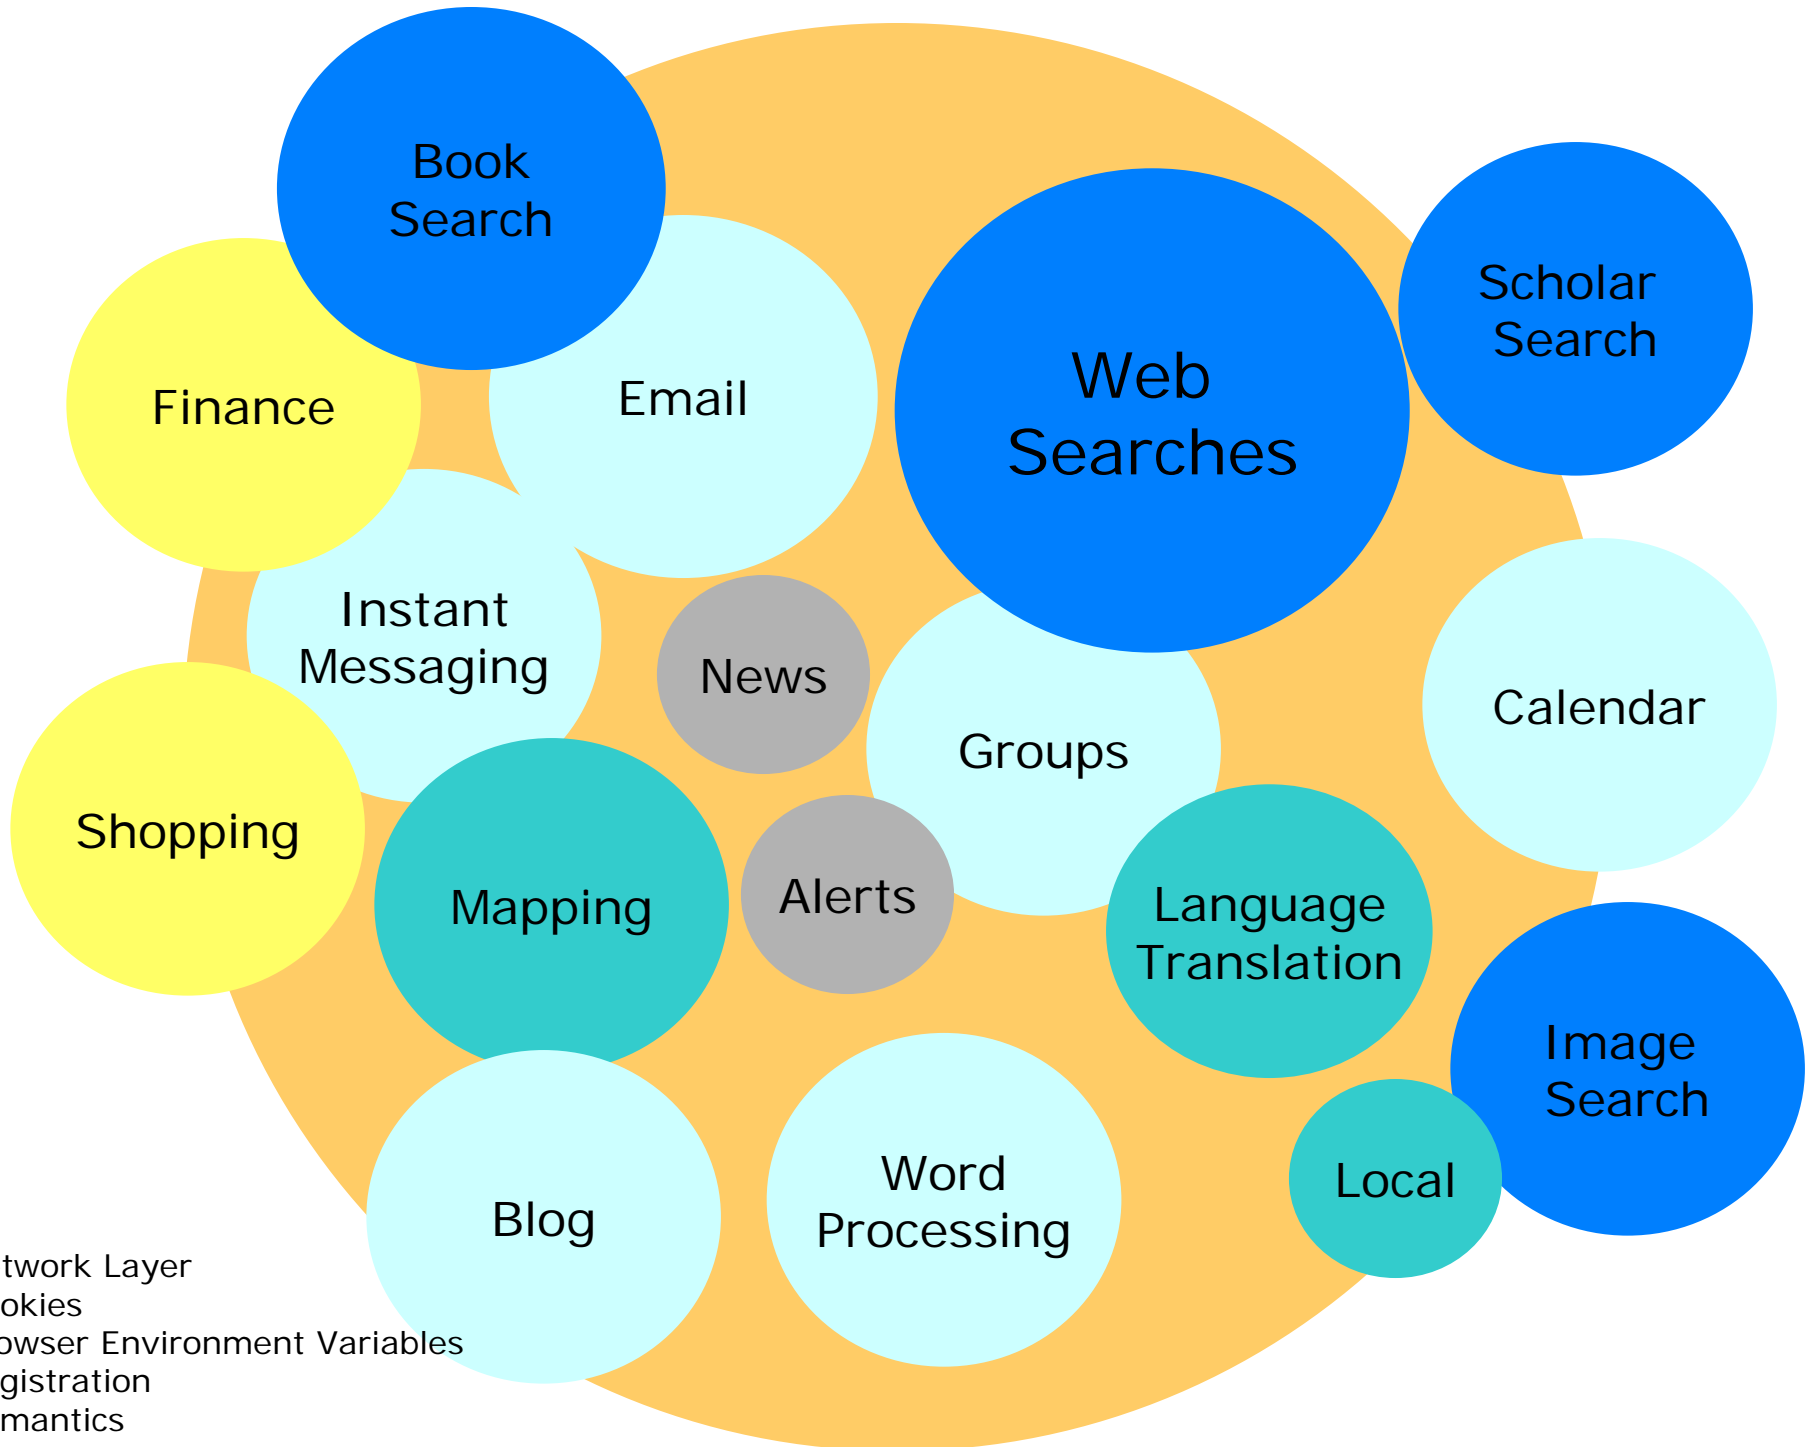 Book
Search
Scholar
Search
Web
Searches
Finance
Email
Instant
Messaging
News
Groups
Calendar
Shopping
Mapping
Alerts
Language
Translation
Image
Search
Local
Word
Processing
Blog
twork Layer
okies
owser Environment Variables
gistration
mantics